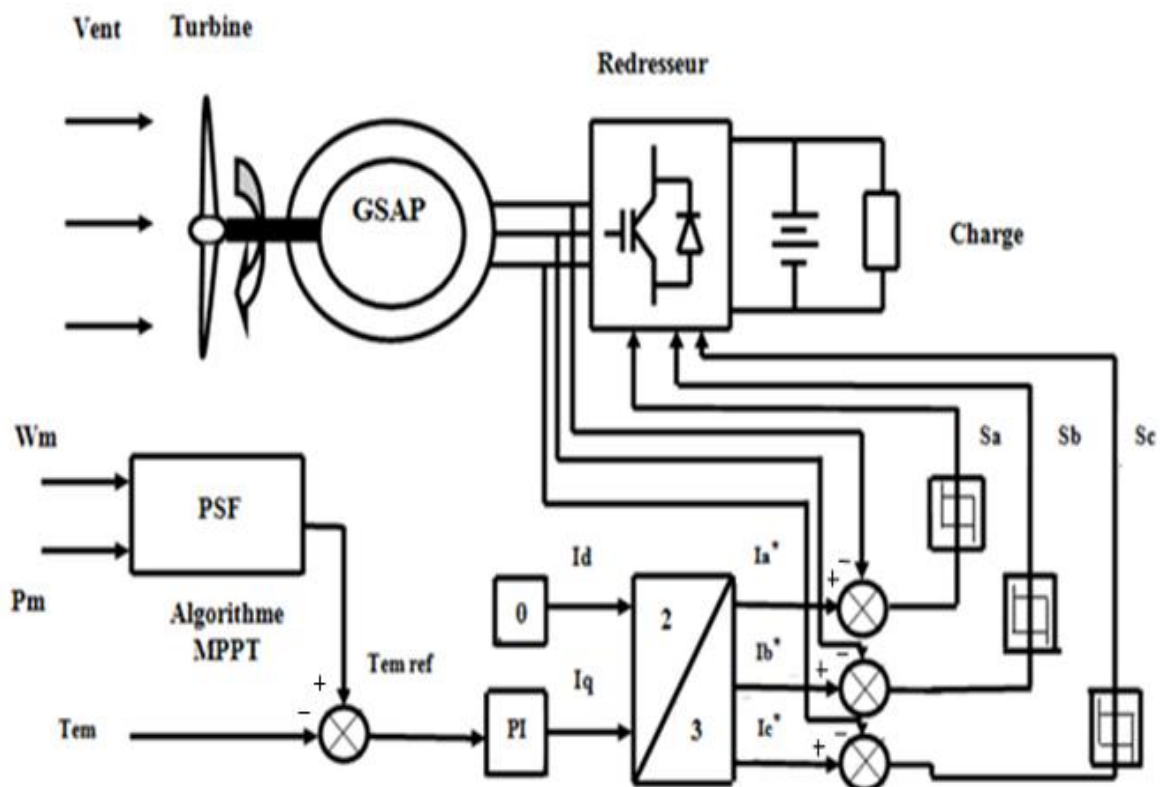 Vent
Turbine
Redresseur
GSAP
Charge
Wm
Sa
Sb
Sc
PSF
Pm
Algorithme
MPPT
Id
Ia*
0
2
+
−
Tem ref
Iq
Ib*
+
−
Tem
+
−
PI
3
Ic*
+
−